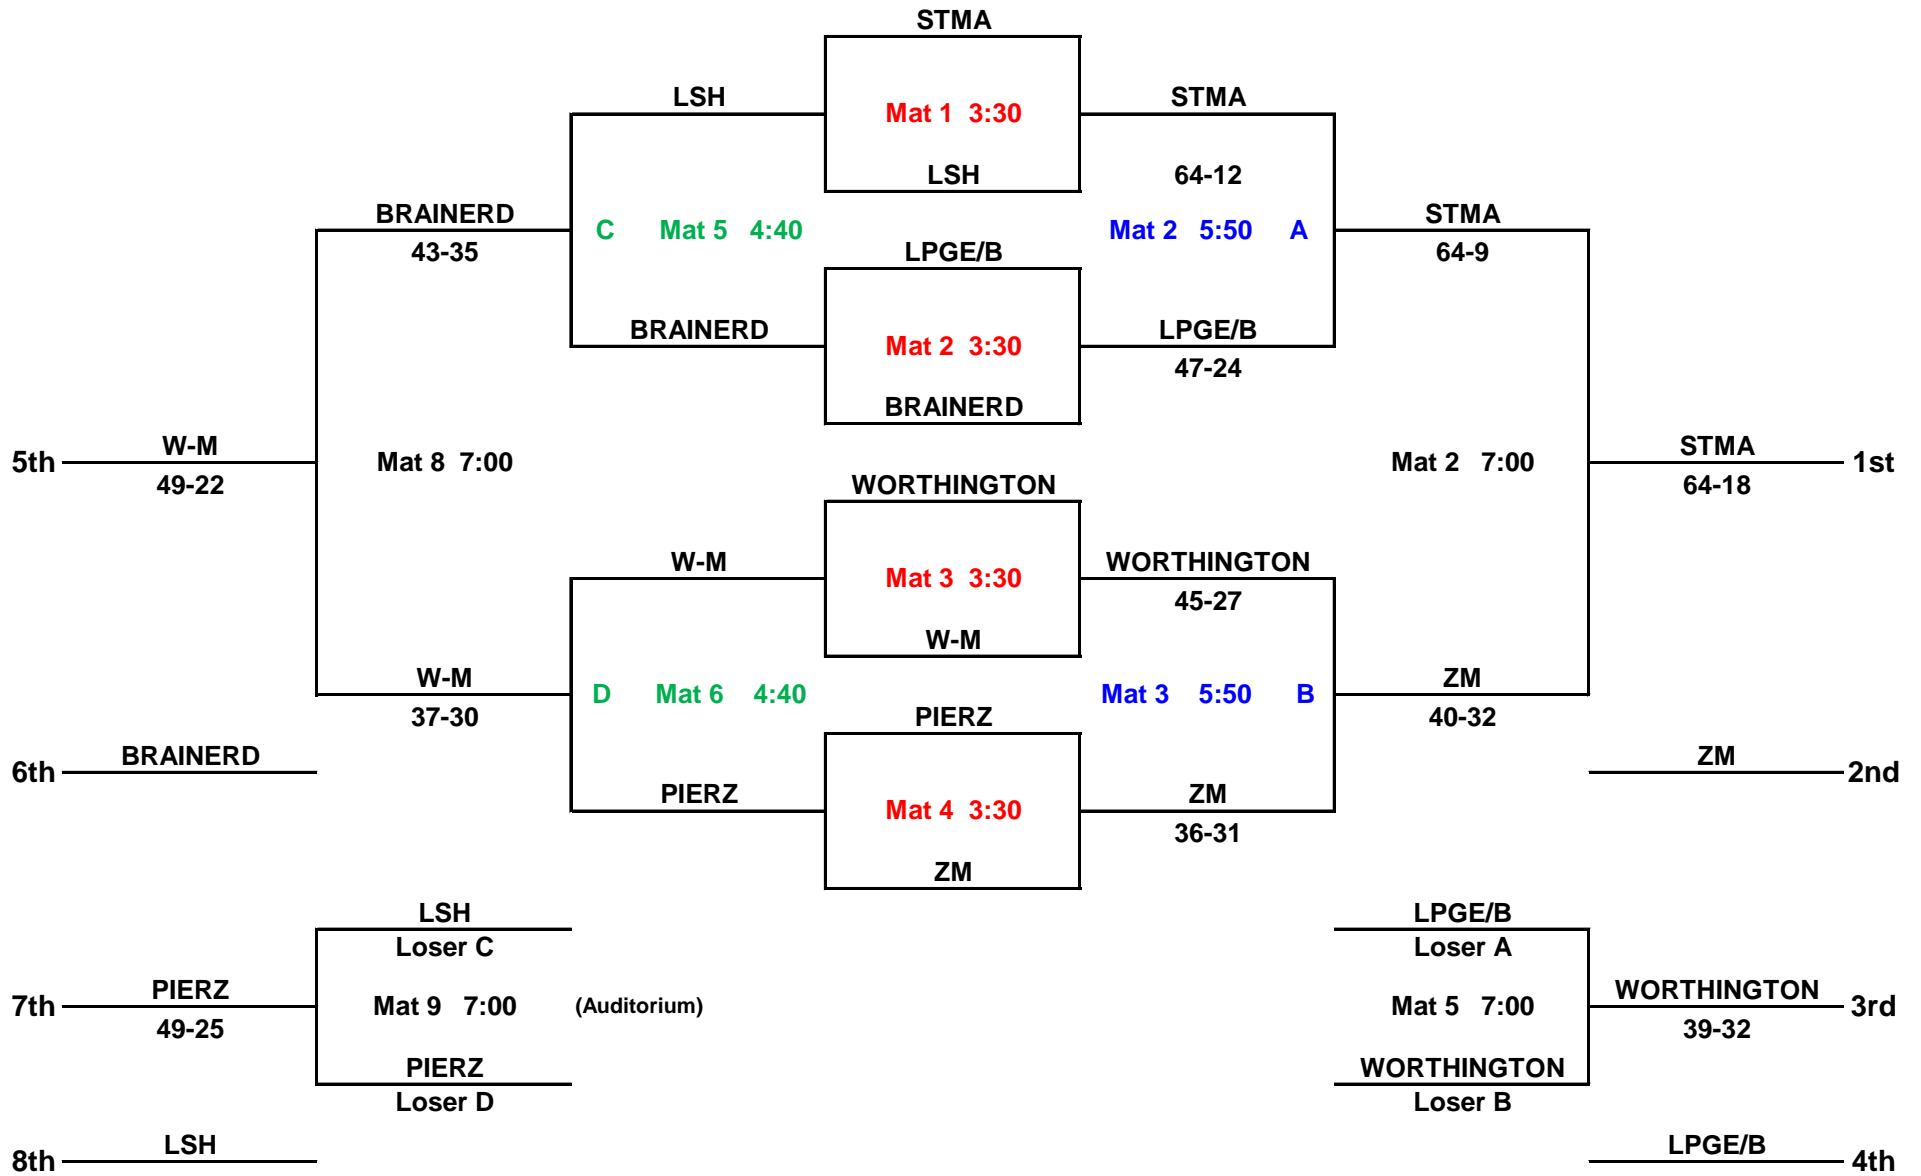 STMA
LSH STMA
Mat 1 3:30
LSH 64-12
BRAINERD C Mat 5 4:40 Mat 2 5:50 A STMA
43-35 LPGE/B 64-9
BRAINERD LPGE/B
Mat 2 3:30
47-24
BRAINERD
5th W-M Mat 8 7:00 Mat 2 7:00 STMA 1st
49-22 WORTHINGTON 64-18
W-M WORTHINGTON
Mat 3 3:30
45-27
W-M
W-M D Mat 6 4:40 Mat 3 5:50 B ZM
37-30 PIERZ 40-32
6th BRAINERD ZM 2nd
PIERZ ZM
Mat 4 3:30
36-31
ZM
LSH LPGE/B
Loser C Loser A
7th PIERZ Mat 9 7:00 (Auditorium) Mat 5 7:00 WORTHINGTON 3rd
49-25 39-32
PIERZ WORTHINGTON
Loser D Loser B
8th LSH LPGE/B 4th